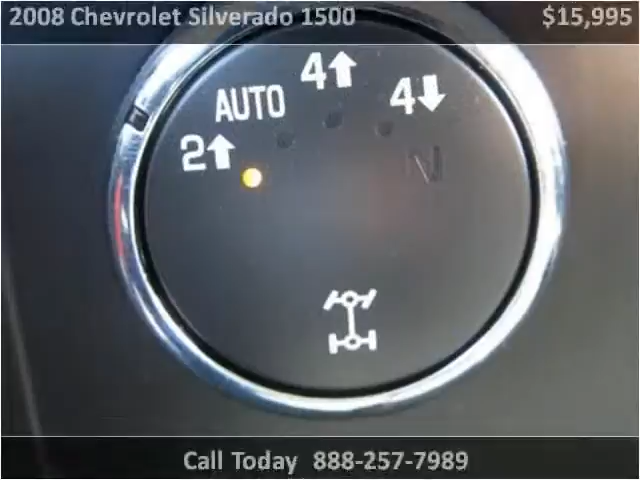 2008 Chevrolet Silverado 1500 $15,995
4↑
AUTO 4↓
2↑ N
Call Today 888-257-7989